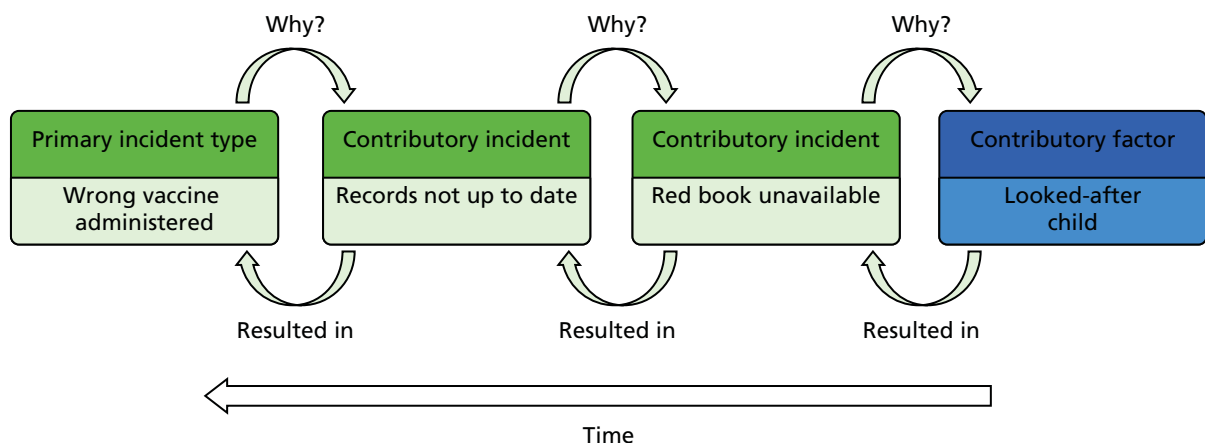 Why?
Why?
Why?
Primary incident type
Contributory incident
Contributory incident
Contributory factor
Wrong vaccine
administered
Records not up to date
Red book unavailable
Looked-after
child
Resulted in
Resulted in
Resulted in
Time